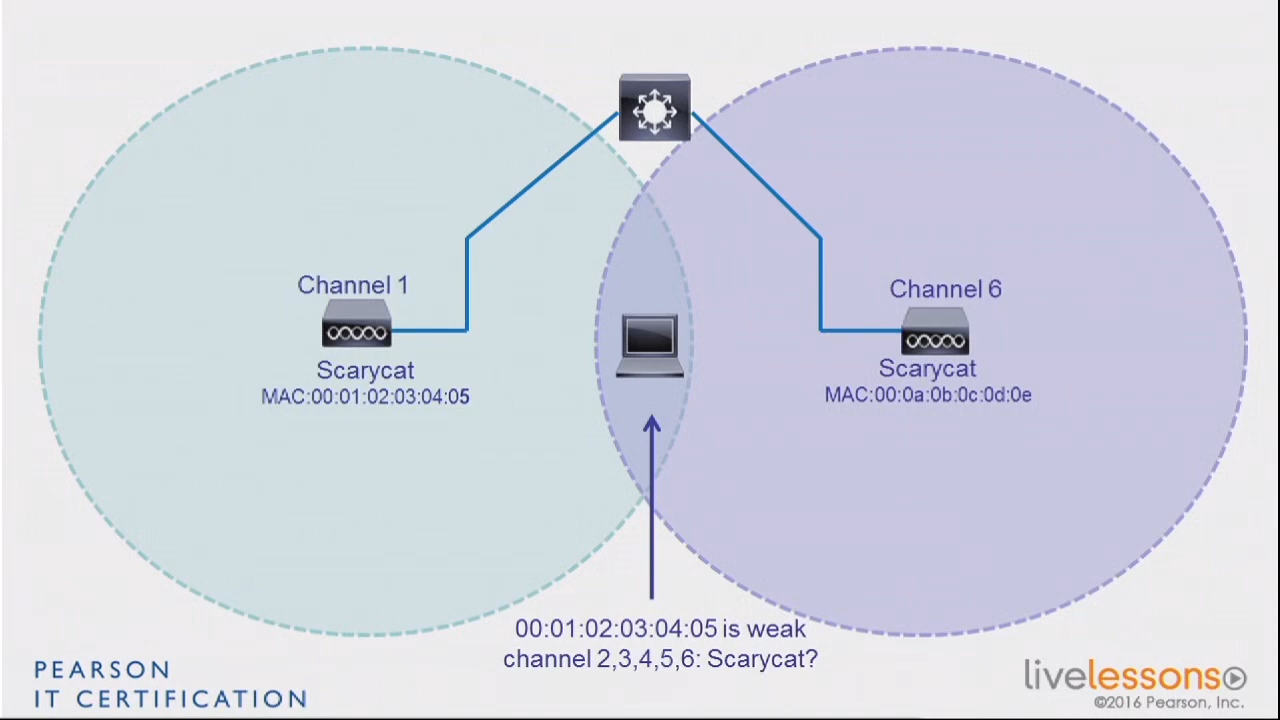 Channel 1
Scarycat
MAC:00:01:02:03:04:05
Channel 6
Scarycat
MAC:00:0a:0b:0c:0d:0e
00:01:02:03:04:05 is weak
channel 2,3,4,5,6: Scarycat?
PEARSON
IT CERTIFICATION
livelessons
©2016 Pearson, Inc.